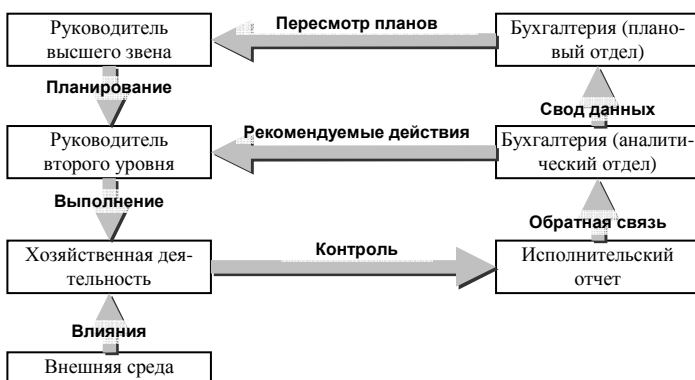 Руководитель
высшего звена
Пересмотр планов
Бухгалтерия (плано-
вый отдел)
Планирование
Свод данных
Руководитель
второго уровня
Рекомендуемые действия
Бухгалтерия (аналити-
ческий отдел)
Выполнение
Обратная связь
Хозяйственная дея-
тельность
Контроль
Исполнительский
отчет
Влияния
Внешняя среда